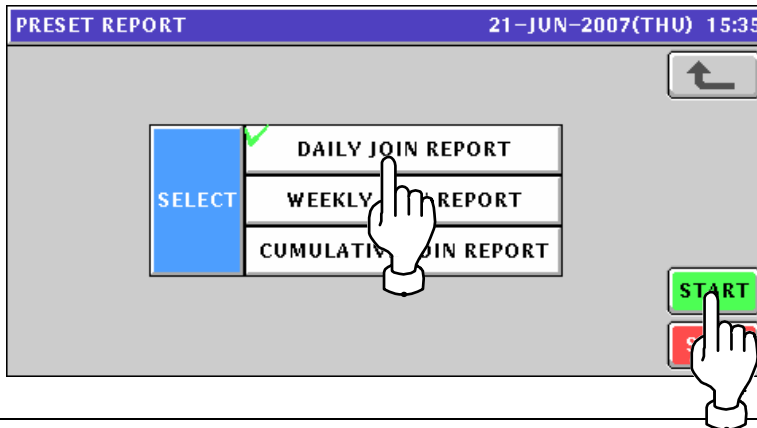 PRESET REPORT 21-JUN-2007(THU) 15:35
DAILY JOIN REPORT
SELECT WEEKLY REPORT
REPORT
START